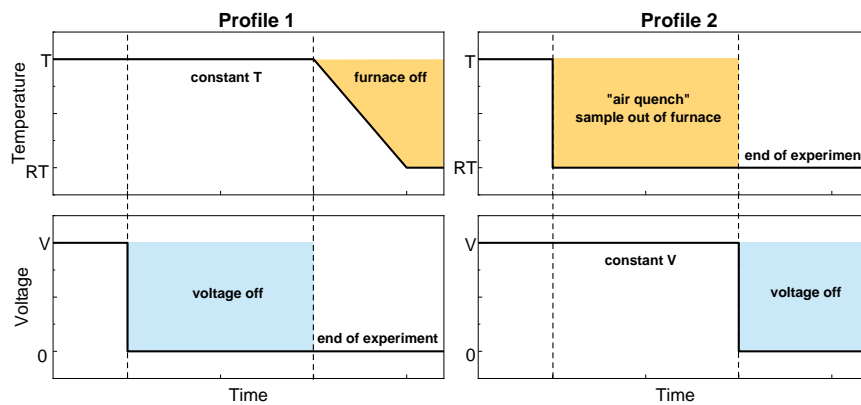 Profile 1
Profile 2
Temperature
T
RT
constant T
furnace off
T
RT
"air quench"
sample out of furnace
end of experiment
Voltage
V
0
voltage off
end of experiment
Time
V
0
constant V
voltage off
Time